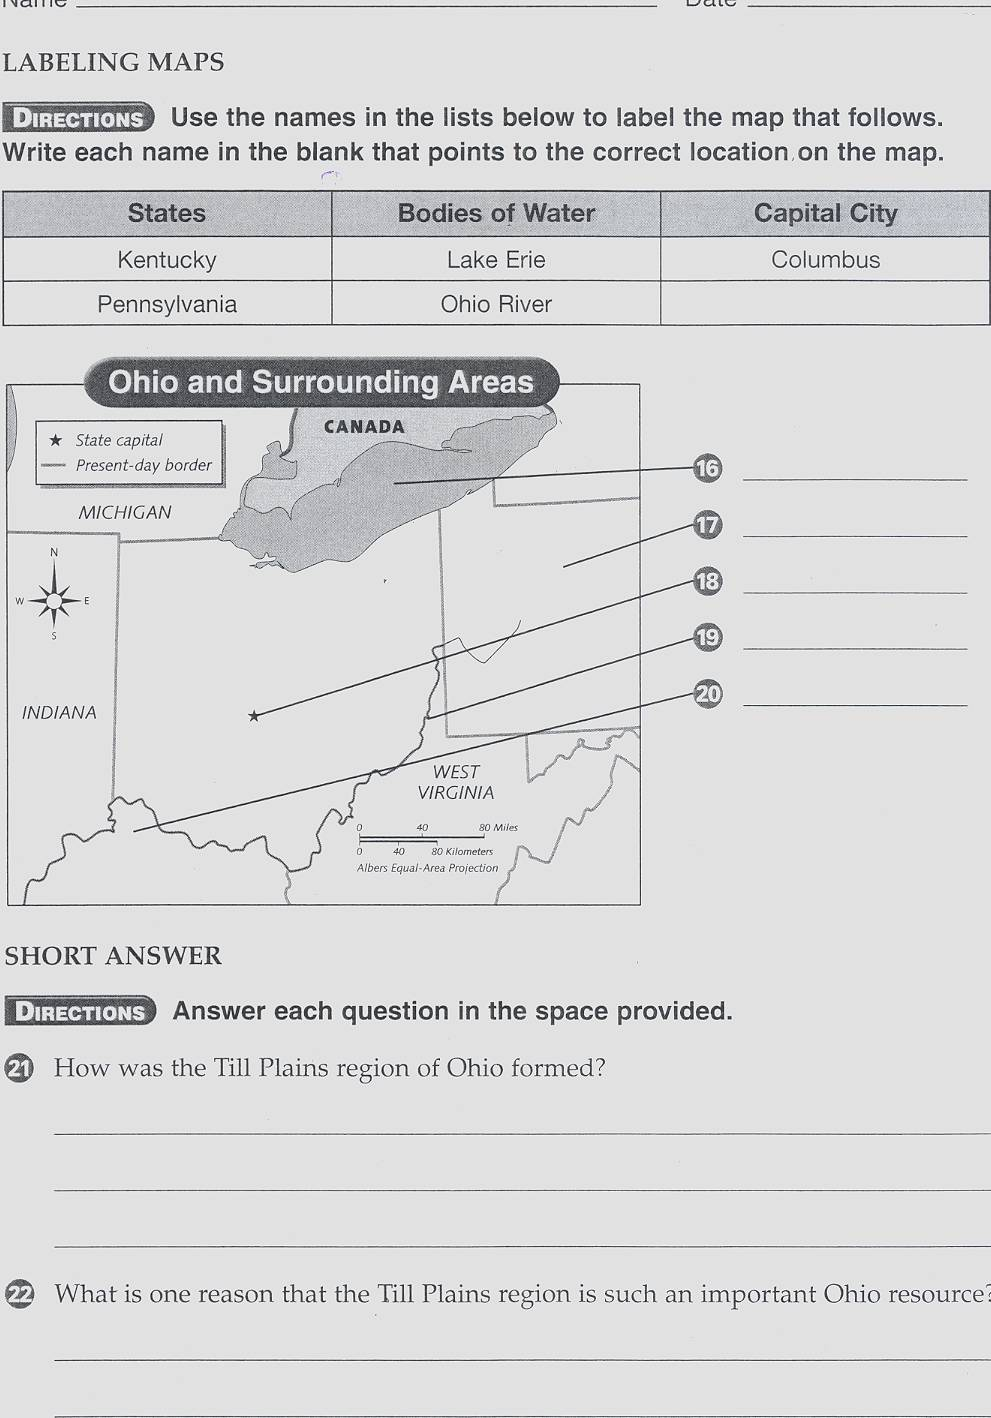 Name Date
LABELING MAPS
DIRECTIONS Use the names in the lists below to label the map that follows.
Write each name in the blank that points to the correct location on the map.
States Bodies of Water Capital City
Kentucky Lake Erie Columbus
Pennsylvania Ohio River
Ohio and Surrounding Areas
CANADA
★ State capital
Present-day border
MICHIGAN
N
W E
S
INDIANA
16
17
18
19
20
WEST
VIRGINIA
0 40 80 Miles
0 40 80 Kilometers
Albers Equal-Area Projection
SHORT ANSWER
DIRECTIONS Answer each question in the space provided.
21 How was the Till Plains region of Ohio formed?
22 What is one reason that the Till Plains region is such an important Ohio resource?